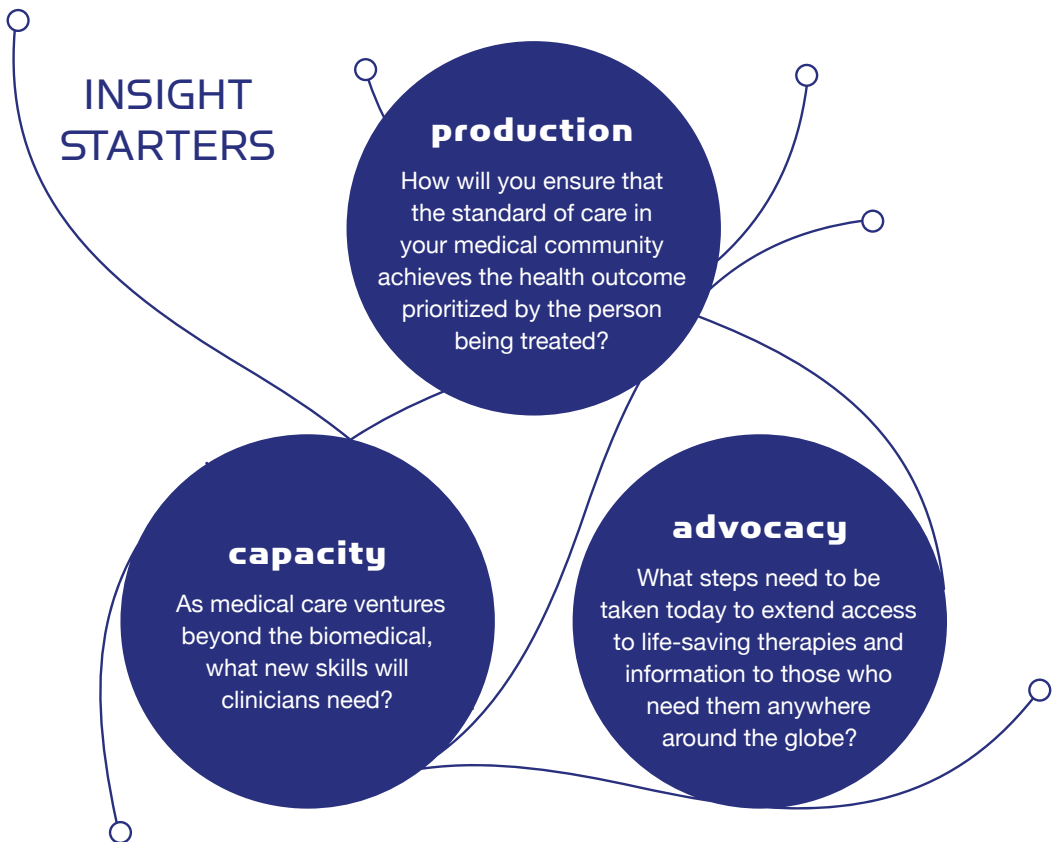 INSIGHT
STARTERS
production
How will you ensure that
the standard of care in
your medical community
achieves the health outcome
prioritized by the person
being treated?
capacity
As medical care ventures
beyond the biomedical,
what new skills will
clinicians need?
advocacy
What steps need to be
taken today to extend access
to life-saving therapies and
information to those who
need them anywhere
around the globe?